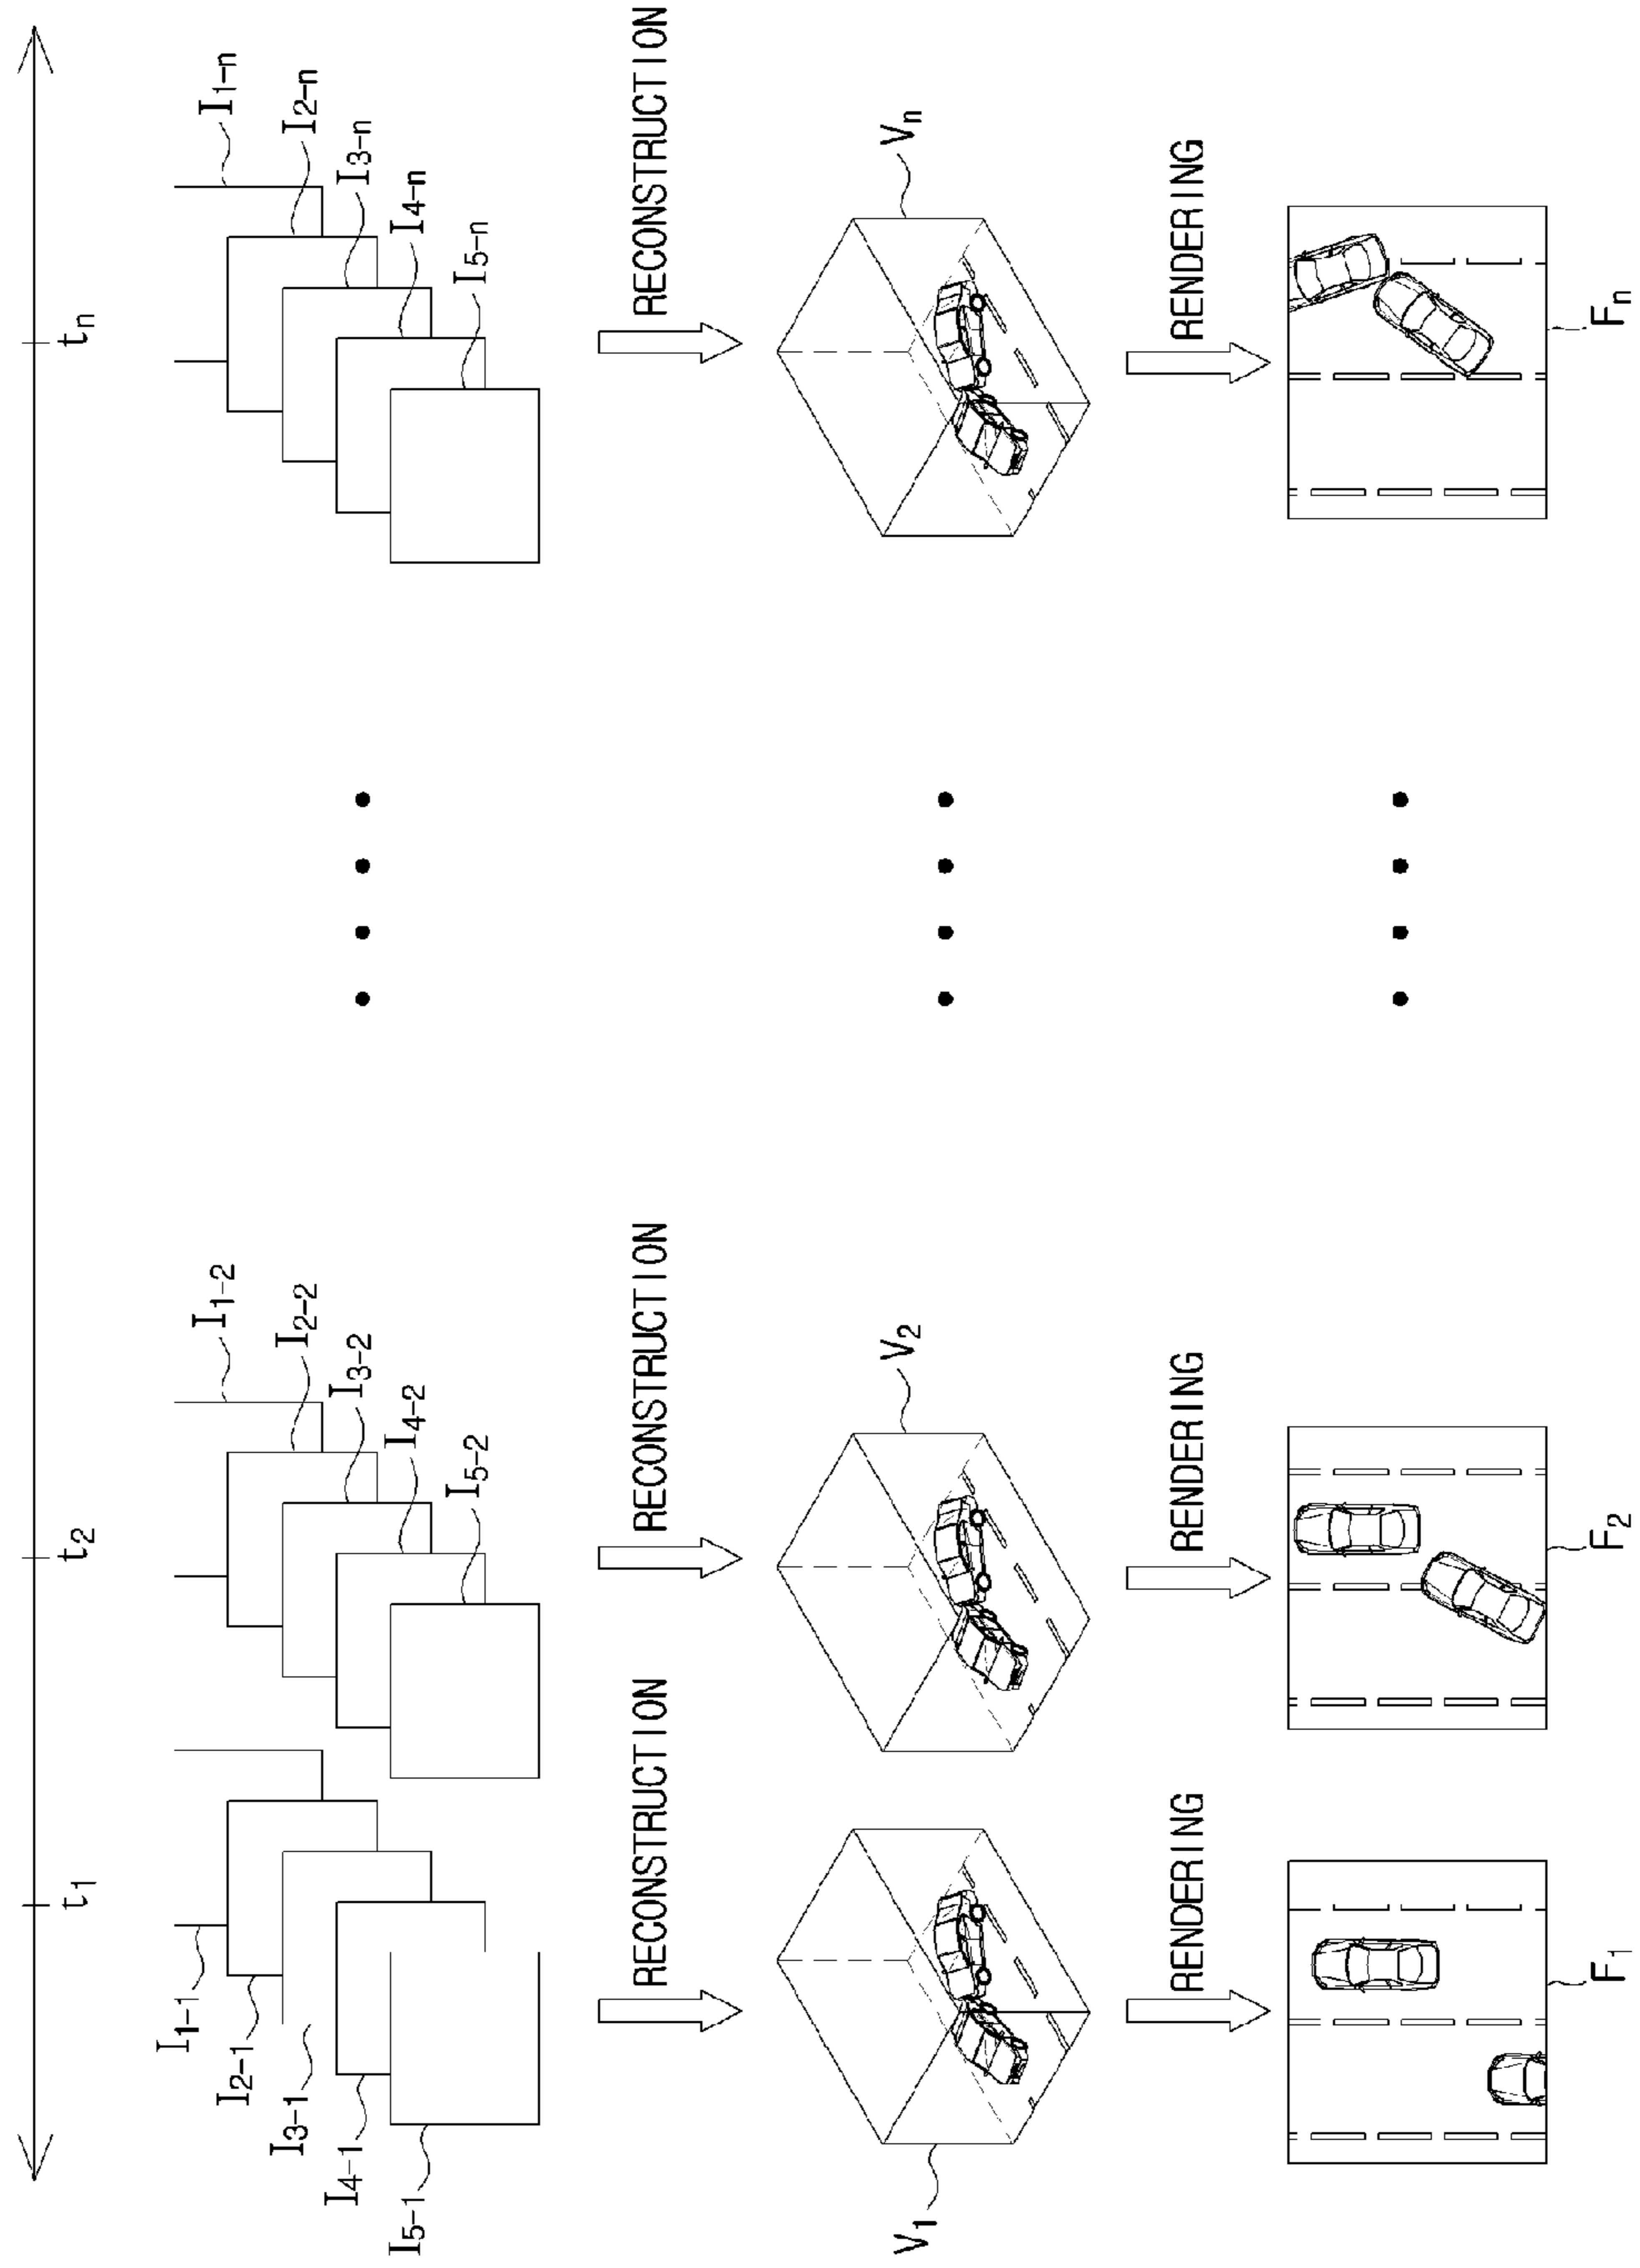 t₁ t₂ tₙ
I₁₋₁ I₁₋₂ I₁₋ₙ
I₂₋₁ I₂₋₂ I₂₋ₙ
I₃₋₁ I₃₋₂ I₃₋ₙ
I₄₋₁ I₄₋₂ I₄₋ₙ
I₅₋₁ I₅₋₂ I₅₋ₙ
RECONSTRUCTION RECONSTRUCTION RECONSTRUCTION
V₁ V₂ Vₙ
RENDERING RENDERING RENDERING
F₁ F₂ Fₙ